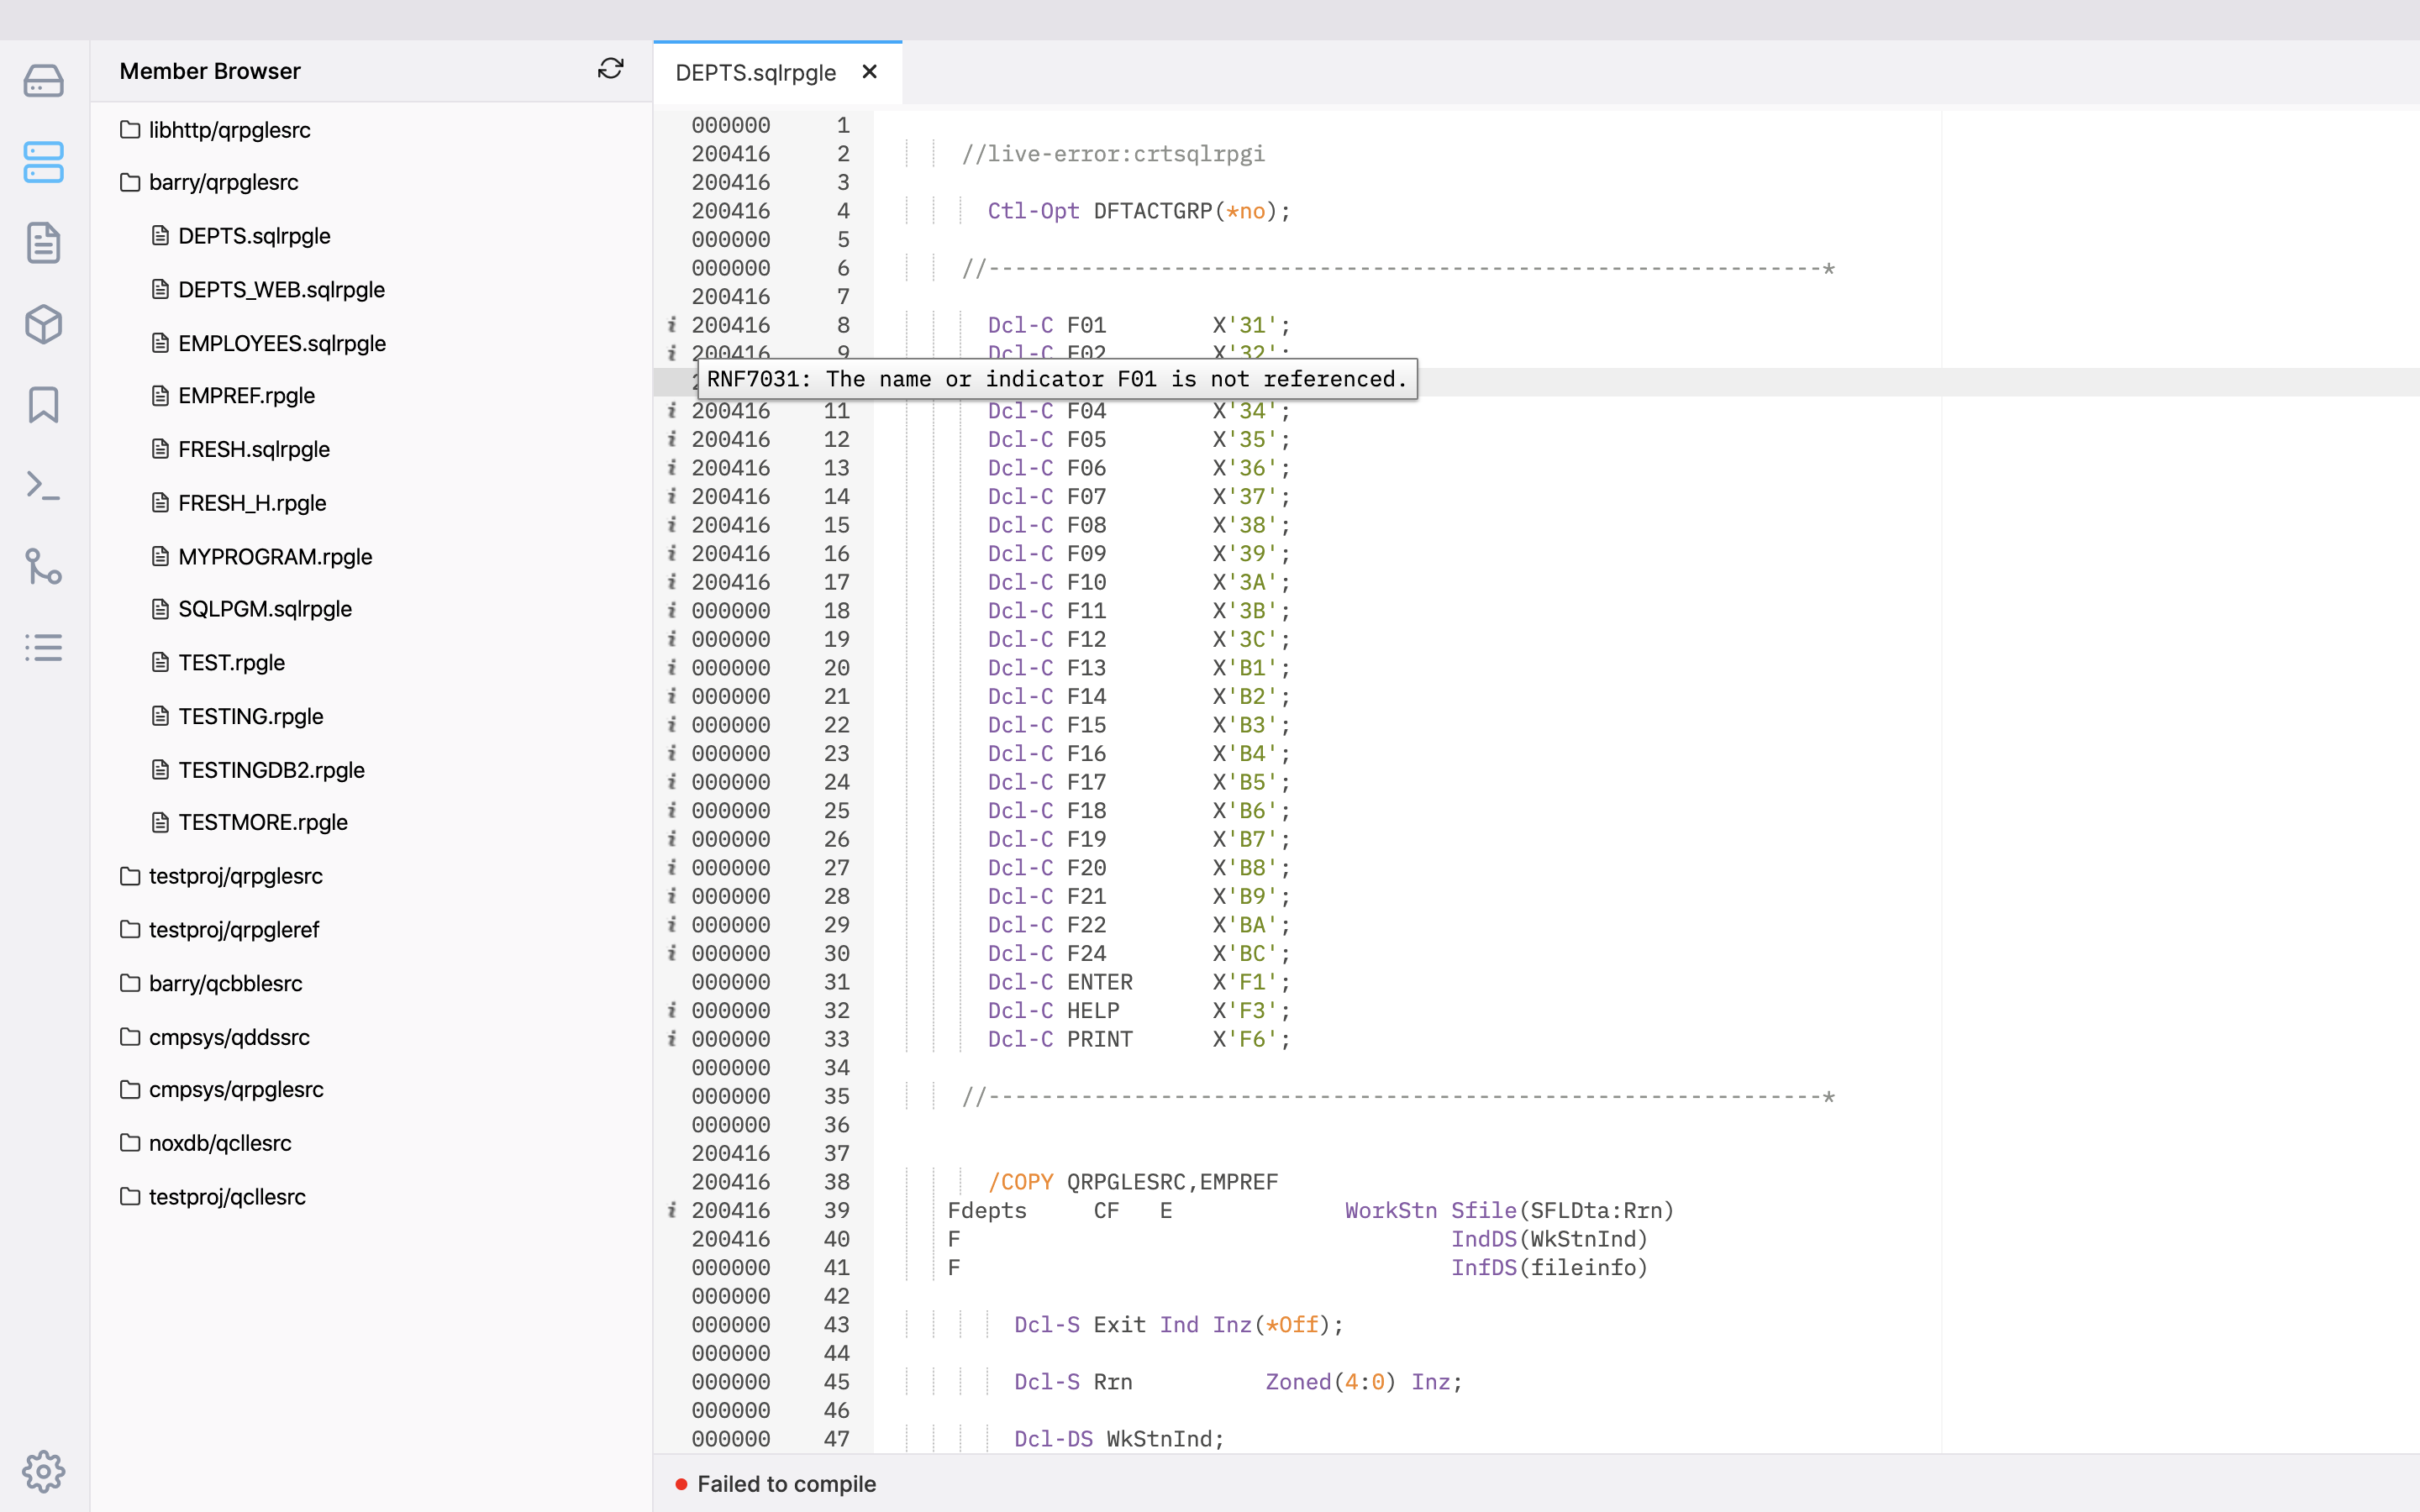 Member Browser
libhttp/qrpglesrc
barry/qrpglesrc
DEPTS.sqlrpgle
DEPTS_WEB.sqlrpgle
EMPLOYEES.sqlrpgle
EMPREF.rpgle
FRESH.sqlrpgle
FRESH_H.rpgle
MYPROGRAM.rpgle
SQLPGM.sqlrpgle
TEST.rpgle
TESTING.rpgle
TESTINGDB2.rpgle
TESTMORE.rpgle
testproj/qrpglesrc
testproj/qrpgleref
barry/qcbblesrc
cmpsys/qddssrc
cmpsys/qrpglesrc
noxdb/qcllesrc
testproj/qcllesrc
DEPTS.sqlrpgle ×
000000 1
200416 2 //live-error:crtsqlrpgi
200416 3
200416 4 Ctl-Opt DFTACTGRP(*no);
000000 5
000000 6 //---------------------------------------------------------------*
200416 7
i 200416 8 Dcl-C F01 X'31';
i 200416 9 Dcl-C F02 X'32';
RNF7031: The name or indicator F01 is not referenced.
i 200416 11 Dcl-C F04 X'34';
i 200416 12 Dcl-C F05 X'35';
i 200416 13 Dcl-C F06 X'36';
i 200416 14 Dcl-C F07 X'37';
i 200416 15 Dcl-C F08 X'38';
i 200416 16 Dcl-C F09 X'39';
i 200416 17 Dcl-C F10 X'3A';
i 000000 18 Dcl-C F11 X'3B';
i 000000 19 Dcl-C F12 X'3C';
i 000000 20 Dcl-C F13 X'B1';
i 000000 21 Dcl-C F14 X'B2';
i 000000 22 Dcl-C F15 X'B3';
i 000000 23 Dcl-C F16 X'B4';
i 000000 24 Dcl-C F17 X'B5';
i 000000 25 Dcl-C F18 X'B6';
i 000000 26 Dcl-C F19 X'B7';
i 000000 27 Dcl-C F20 X'B8';
i 000000 28 Dcl-C F21 X'B9';
i 000000 29 Dcl-C F22 X'BA';
i 000000 30 Dcl-C F24 X'BC';
000000 31 Dcl-C ENTER X'F1';
i 000000 32 Dcl-C HELP X'F3';
i 000000 33 Dcl-C PRINT X'F6';
000000 34
000000 35 //---------------------------------------------------------------*
000000 36
200416 37
200416 38 /COPY QRPGLESRC,EMPREF
i 200416 39 Fdepts CF E WorkStn Sfile(SFLDta:Rrn)
200416 40 F IndDS(WkStnInd)
000000 41 F InfDS(fileinfo)
000000 42
000000 43 Dcl-S Exit Ind Inz(*Off);
000000 44
000000 45 Dcl-S Rrn Zoned(4:0) Inz;
000000 46
000000 47 Dcl-DS WkStnInd;
Failed to compile